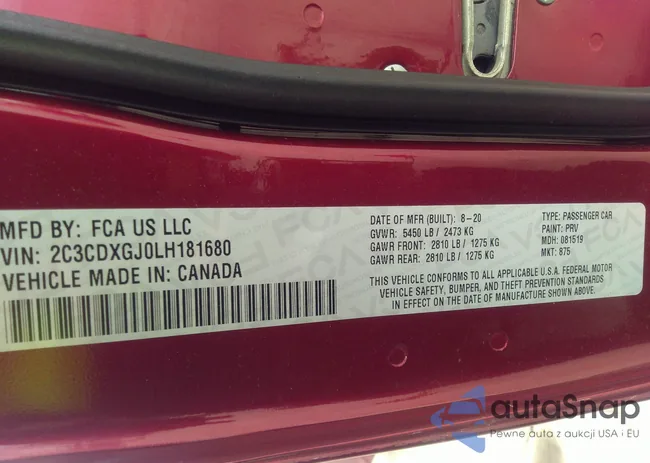 MFD BY: FCA US LLC
VIN: 2C3CDXGJ0LH181680
VEHICLE MADE IN: CANADA
DATE OF MFR (BUILT): 8-20
GVWR: 5450 LB / 2473 KG
GAWR FRONT: 2810 LB / 1275 KG
GAWR REAR: 2810 LB / 1275 KG
TYPE: PASSENGER CAR
PAINT: PRV
MDH: 081519
MKT: 875
THIS VEHICLE CONFORMS TO ALL APPLICABLE U.S.A. FEDERAL MOTOR
VEHICLE SAFETY, BUMPER, AND THEFT PREVENTION STANDARDS
IN EFFECT ON THE DATE OF MANUFACTURE SHOWN ABOVE.
autaSnap
Pewne auta z aukcji USA i EU